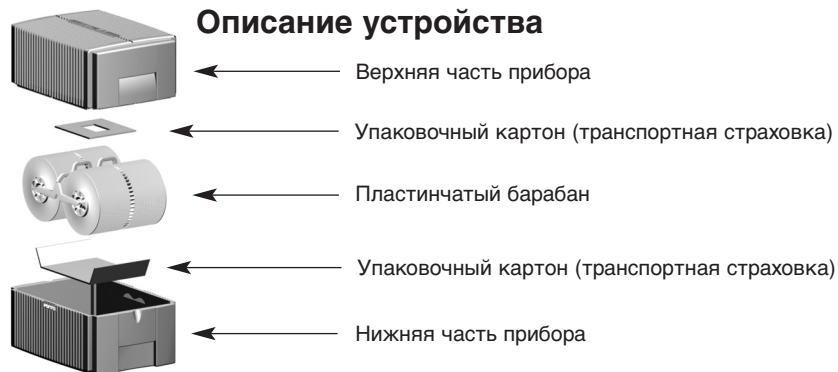 Описание устройства
Верхняя часть прибора
Упаковочный картон (транспортная страховка)
Пластинчатый барабан
Упаковочный картон (транспортная страховка)
Нижняя часть прибора